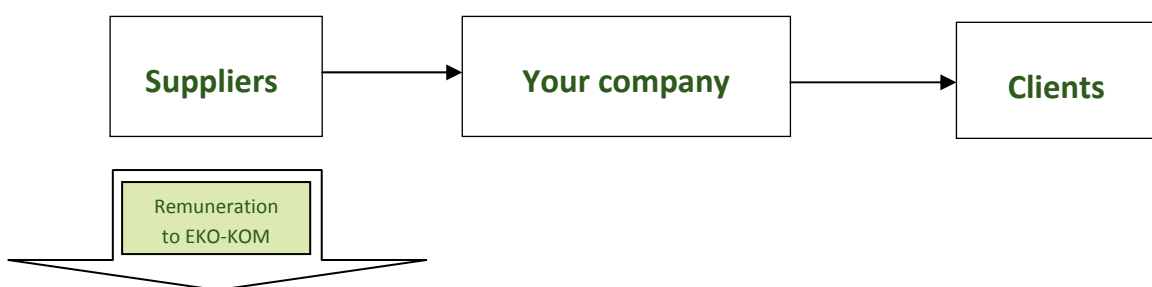 Suppliers
Your company
Clients
Remuneration
to EKO-KOM